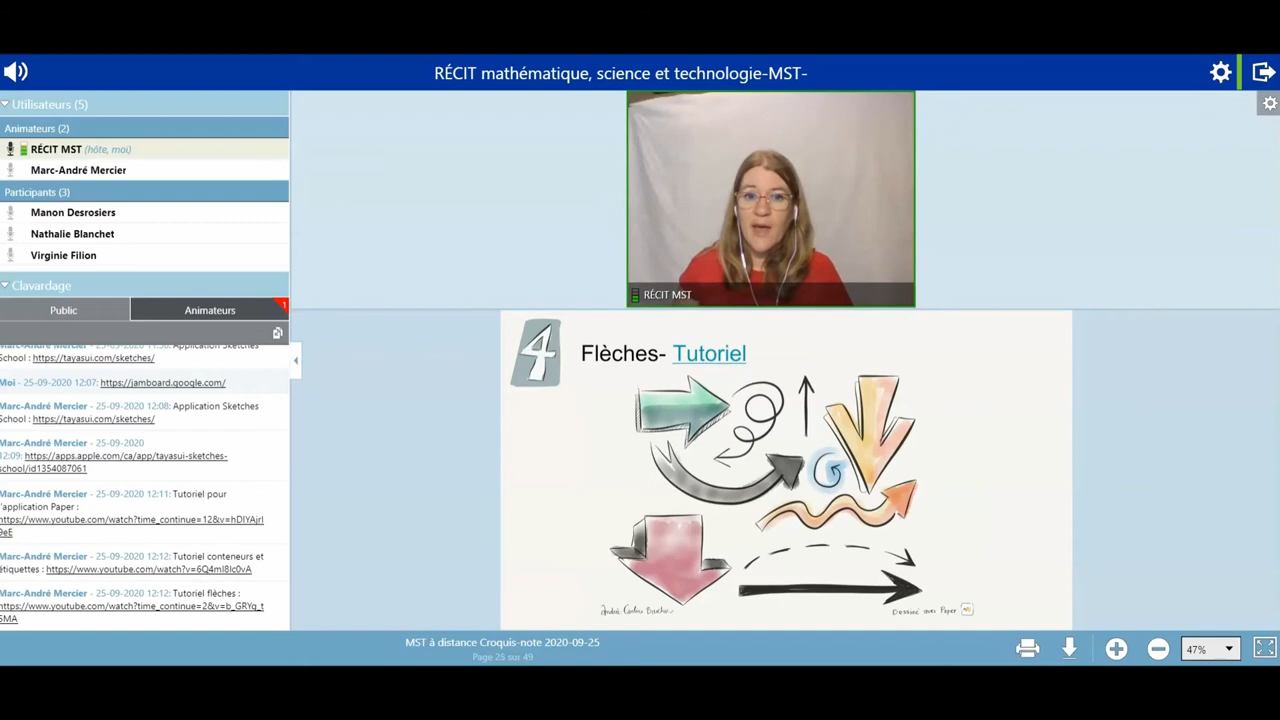 RÉCIT mathématique, science et technologie-MST-
Utilisateurs (5)
Animateurs (2)
RÉCIT MST (hôte, moi)
Marc-André Mercier
Participants (3)
Manon Desrosiers
Nathalie Blanchet
Virginie Filion
Clavardage
Public
Animateurs
1
School : https://tayasui.com/sketches/
Moi - 25-09-2020 12:07: https://jamboard.google.com/
Marc-André Mercier - 25-09-2020 12:08: Application Sketches
School : https://tayasui.com/sketches/
Marc-André Mercier - 25-09-2020
12:09: https://apps.apple.com/ca/app/tayasui-sketches-
school/id1354087061
Marc-André Mercier - 25-09-2020 12:11: Tutoriel pour
l'application Paper :
Marc-André Mercier - 25-09-2020 12:12: Tutoriel conteneurs et
étiquettes :
Marc-André Mercier - 25-09-2020 12:12: Tutoriel flèches :
RÉCIT MST
4
Flèches- Tutoriel
Dessiné avec Paper
MST à distance Croquis-note 2020-09-25
Page 25 sur 49
47%